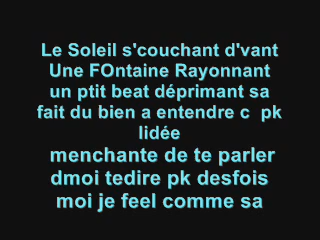 Le Soleil s'couchant d'vant
Une FOntaine Rayonnant
un ptit beat déprimant sa
fait du bien a entendre c  pk
lidée
menchante de te parler
dmoi tedire pk desfois
moi je feel comme sa